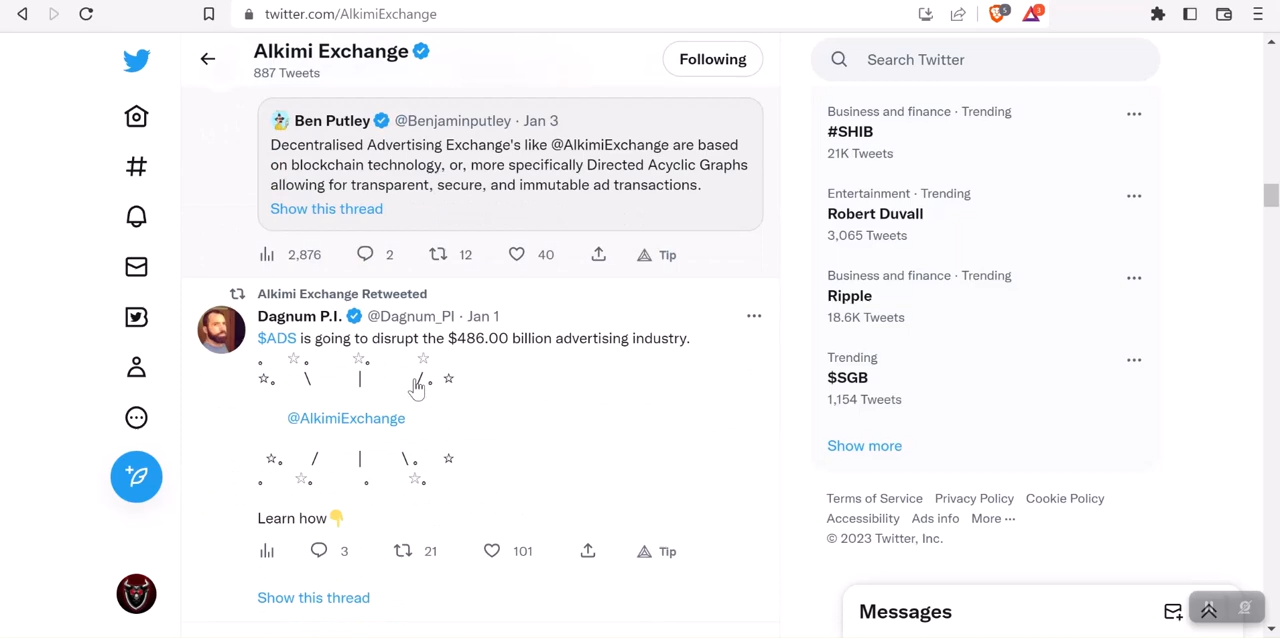 twitter.com/AlkimiExchange
5
3
Alkimi Exchange
887 Tweets
Following
Search Twitter
Ben Putley @Benjaminputley · Jan 3
Decentralised Advertising Exchange's like @AlkimiExchange are based
on blockchain technology, or, more specifically Directed Acyclic Graphs
allowing for transparent, secure, and immutable ad transactions.
Show this thread
2,876 2 12 40 Tip
Alkimi Exchange Retweeted
Dagnum P.I. @Dagnum_PI · Jan 1
$ADS is going to disrupt the $486.00 billion advertising industry.
。 ☆。 ☆。 ☆
☆。 \ | /。☆
@AlkimiExchange
☆。 / | \。 ☆
。 ☆。 。 ☆。
Learn how👇
3 21 101 Tip
Show this thread
Business and finance · Trending
#SHIB
21K Tweets
Entertainment · Trending
Robert Duvall
3,065 Tweets
Business and finance · Trending
Ripple
18.6K Tweets
Trending
$SGB
1,154 Tweets
Show more
Terms of Service Privacy Policy Cookie Policy
Accessibility Ads info More ···
© 2023 Twitter, Inc.
Messages